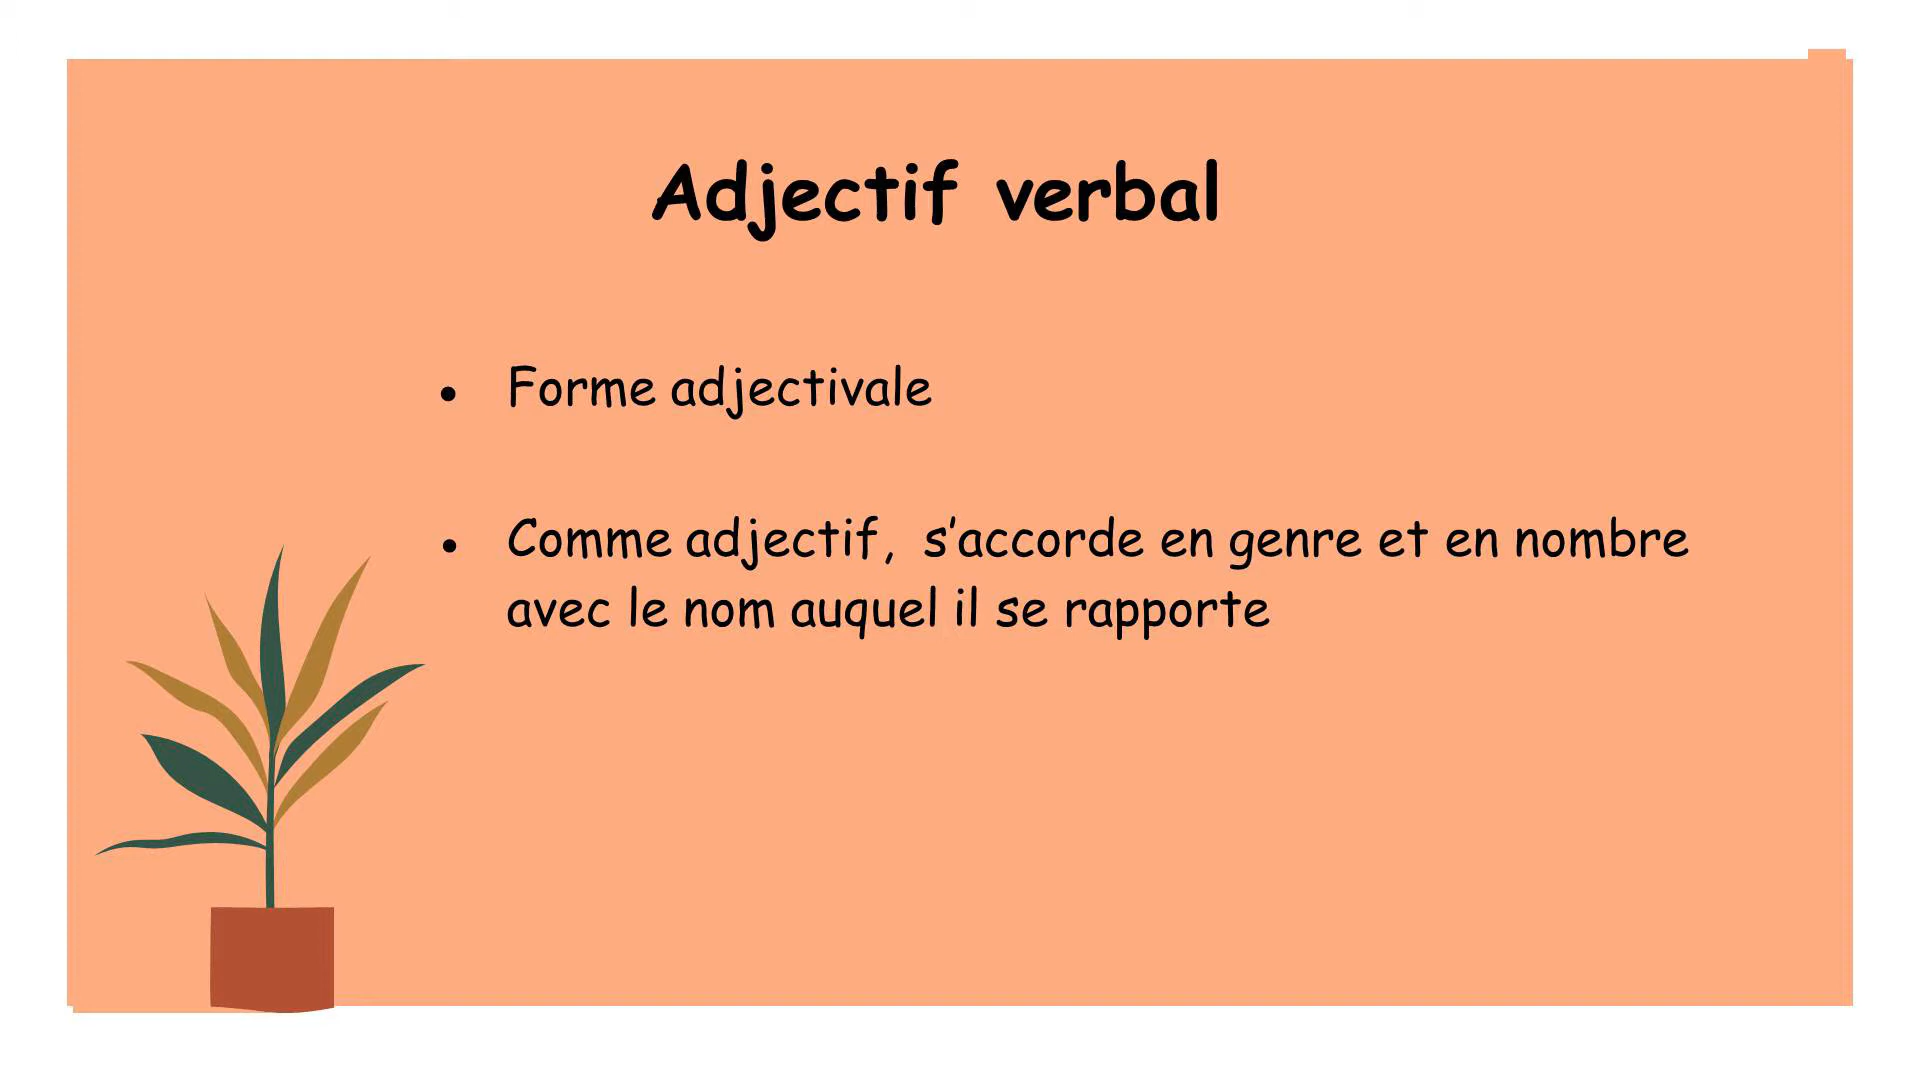 Adjectif verbal
• Forme adjectivale
• Comme adjectif, s’accorde en genre et en nombre
avec le nom auquel il se rapporte